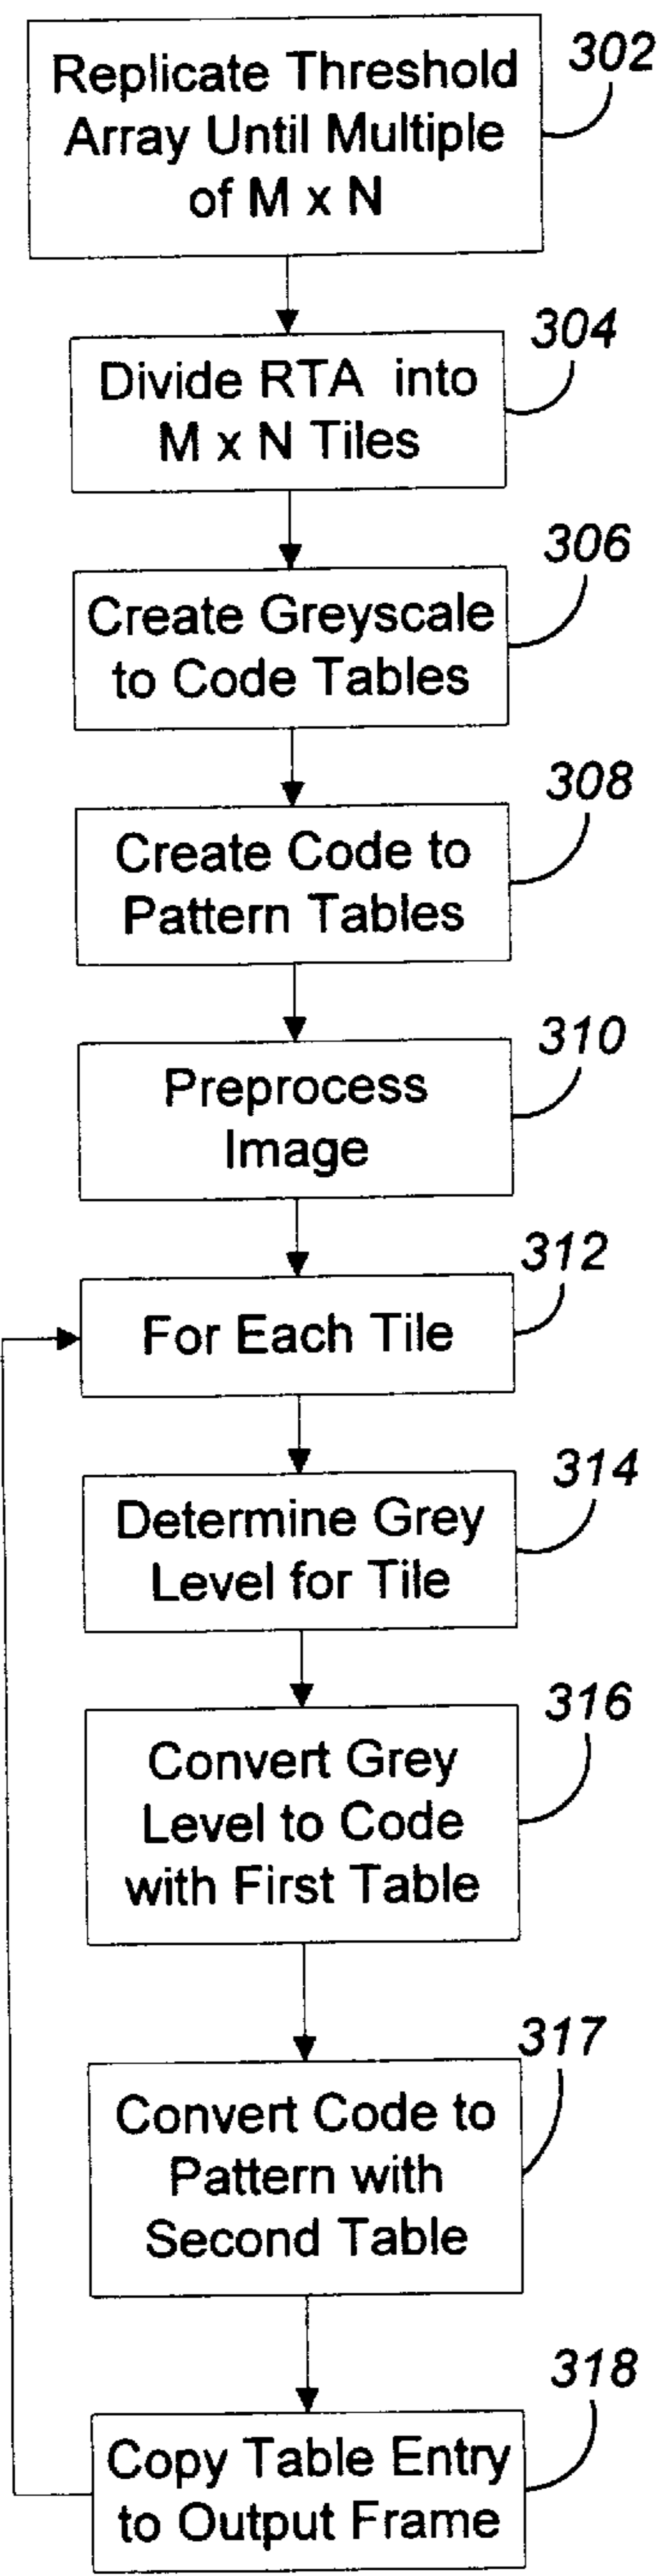 Replicate Threshold
Array Until Multiple
of M x N
302
Divide RTA into
M x N Tiles
304
Create Greyscale
to Code Tables
306
Create Code to
Pattern Tables
308
Preprocess
Image
310
For Each Tile
312
Determine Grey
Level for Tile
314
Convert Grey
Level to Code
with First Table
316
Convert Code to
Pattern with
Second Table
317
Copy Table Entry
to Output Frame
318